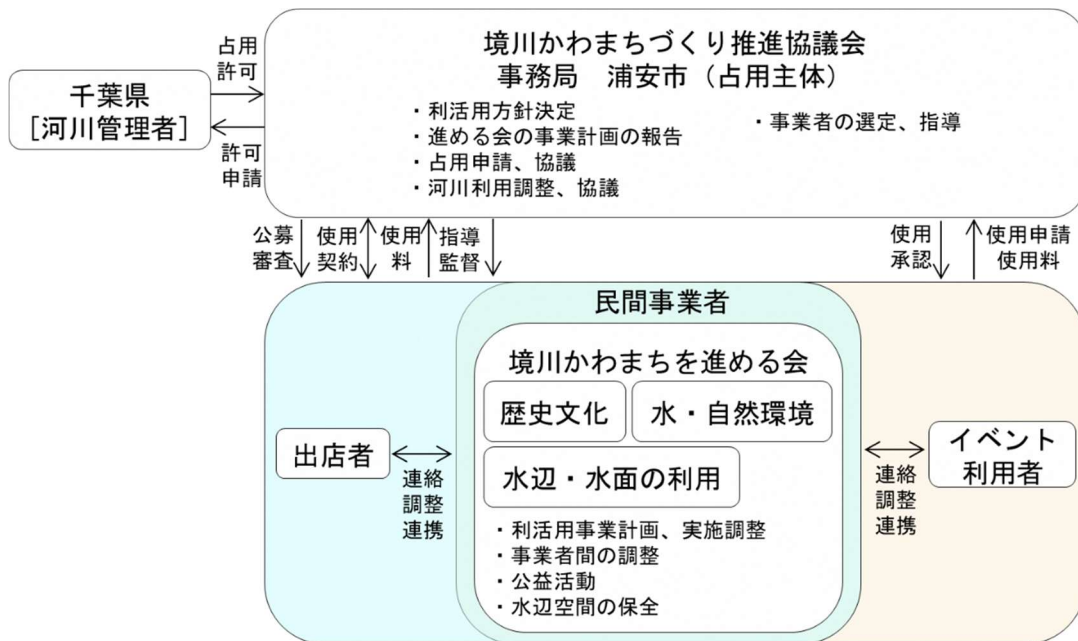 境川かわまちづくり推進協議会
事務局　浦安市（占用主体）
・利活用方針決定
・進める会の事業計画の報告
・占用申請、協議
・河川利用調整、協議
・事業者の選定、指導
千葉県
［河川管理者］
占用
許可
許可
申請
公募
審査
使用
契約
使用
料
指導
監督
使用
承認
使用申請
使用料
民間事業者
境川かわまちを進める会
歴史文化
水・自然環境
水辺・水面の利用
・利活用事業計画、実施調整
・事業者間の調整
・公益活動
・水辺空間の保全
出店者
連絡
調整
連携
連絡
調整
連携
イベント
利用者